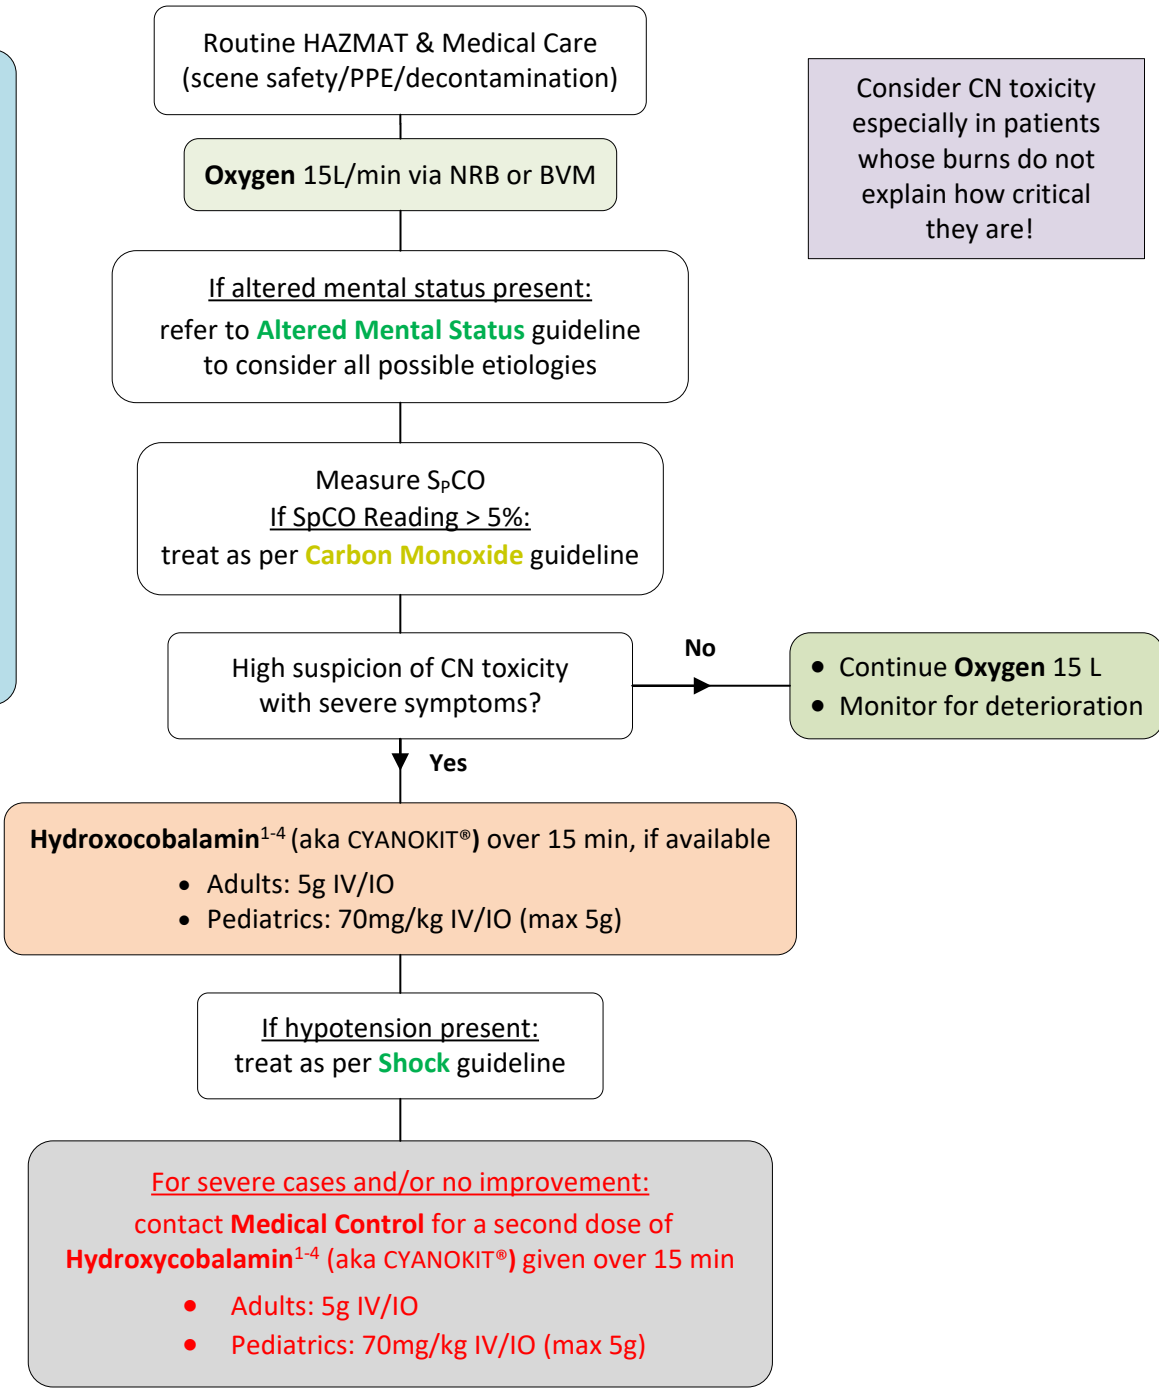 Routine HAZMAT & Medical Care
(scene safety/PPE/decontamination)
Consider CN toxicity
especially in patients
whose burns do not
explain how critical
they are!
Oxygen 15L/min via NRB or BVM
If altered mental status present:
refer to Altered Mental Status guideline
to consider all possible etiologies
Measure SPCO
If SpCO Reading > 5%:
treat as per Carbon Monoxide guideline
High suspicion of CN toxicity
with severe symptoms?
No
• Continue Oxygen 15 L
• Monitor for deterioration
Yes
Hydroxocobalamin1-4 (aka CYANOKIT®) over 15 min, if available
• Adults: 5g IV/IO
• Pediatrics: 70mg/kg IV/IO (max 5g)
If hypotension present:
treat as per Shock guideline
For severe cases and/or no improvement:
contact Medical Control for a second dose of
Hydroxycobalamin1-4 (aka CYANOKIT®) given over 15 min
• Adults: 5g IV/IO
• Pediatrics: 70mg/kg IV/IO (max 5g)